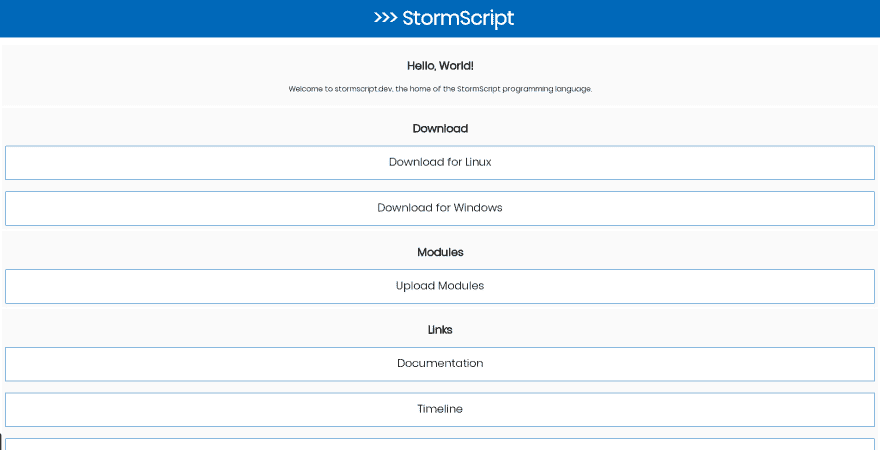 >>> StormScript
Hello, World!
Welcome to stormscript.dev, the home of the StormScript programming language.
Download
Download for Linux
Download for Windows
Modules
Upload Modules
Links
Documentation
Timeline